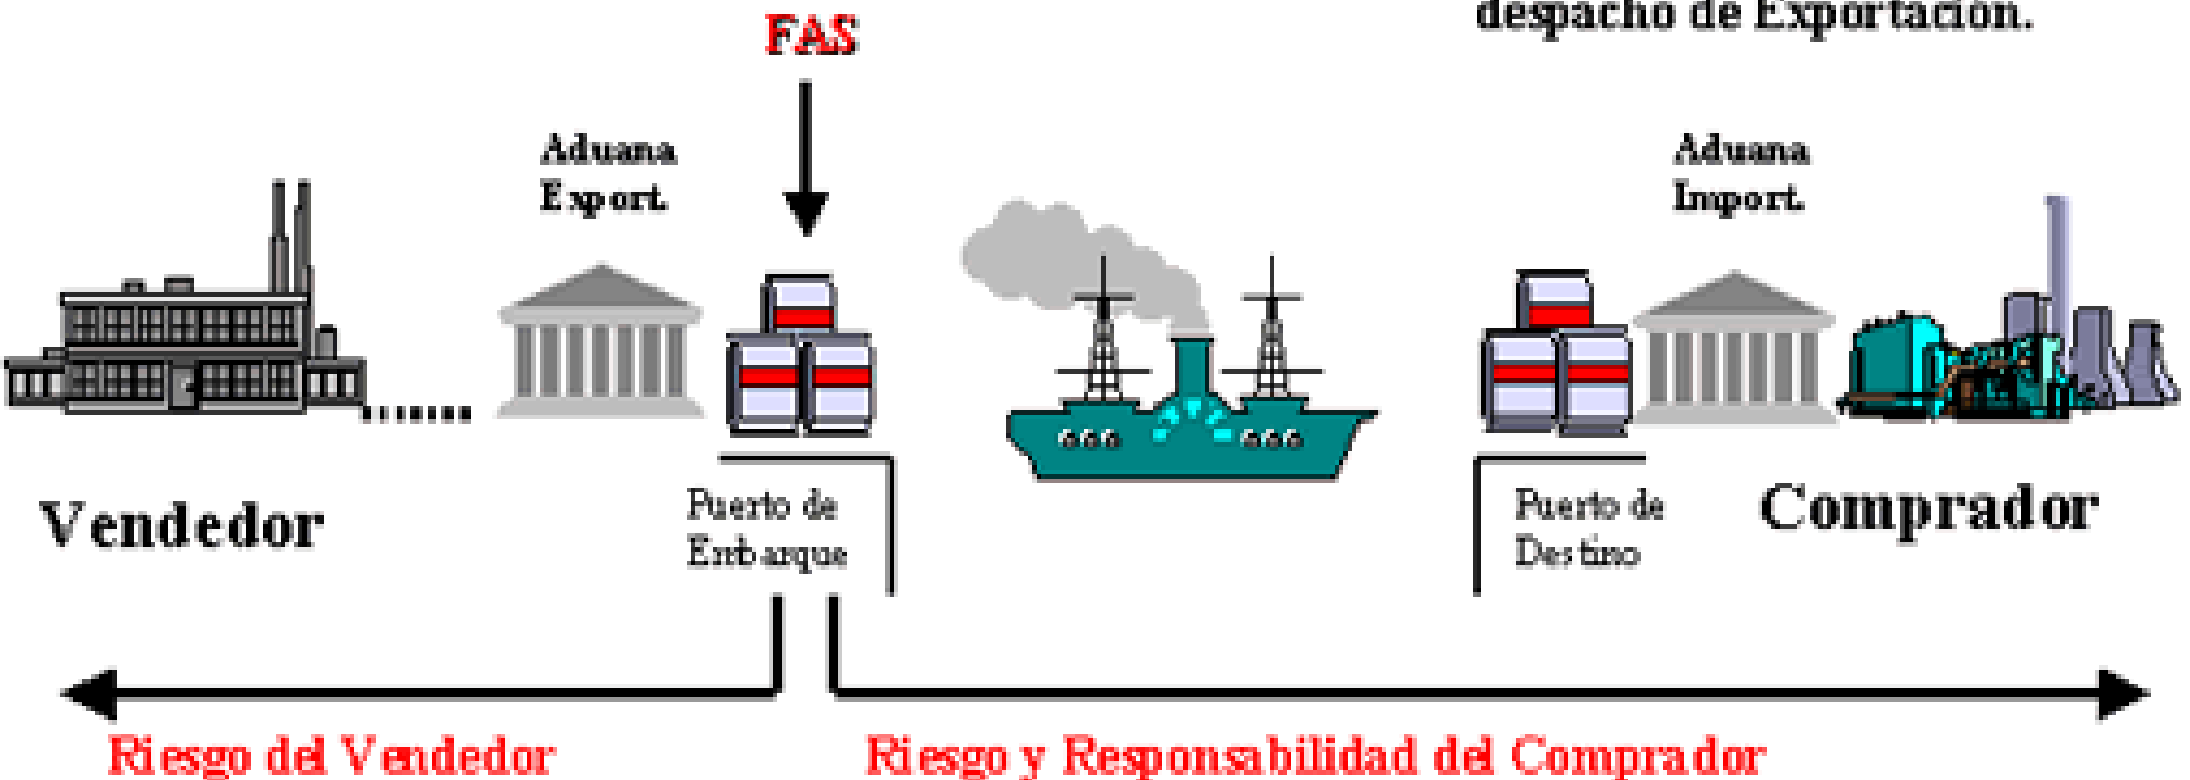 despacho de Exportación.
FAS
Aduana
Export.
Aduana
Import.
Vendedor
Puerto de
Embarque
Puerto de
Destino
Comprador
Riesgo del Vendedor
Riesgo y Responsabilidad del Comprador